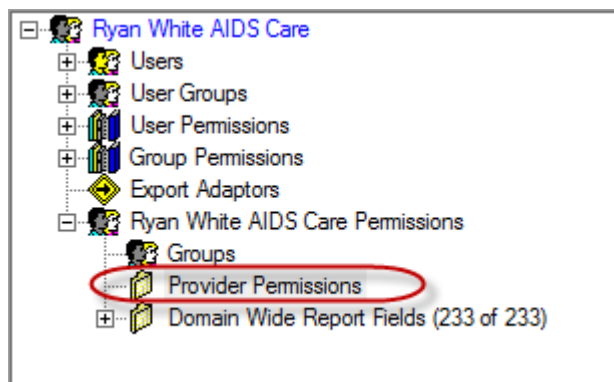 Ryan White AIDS Care
Users
User Groups
User Permissions
Group Permissions
Export Adaptors
Ryan White AIDS Care Permissions
Groups
Provider Permissions
Domain Wide Report Fields (233 of 233)